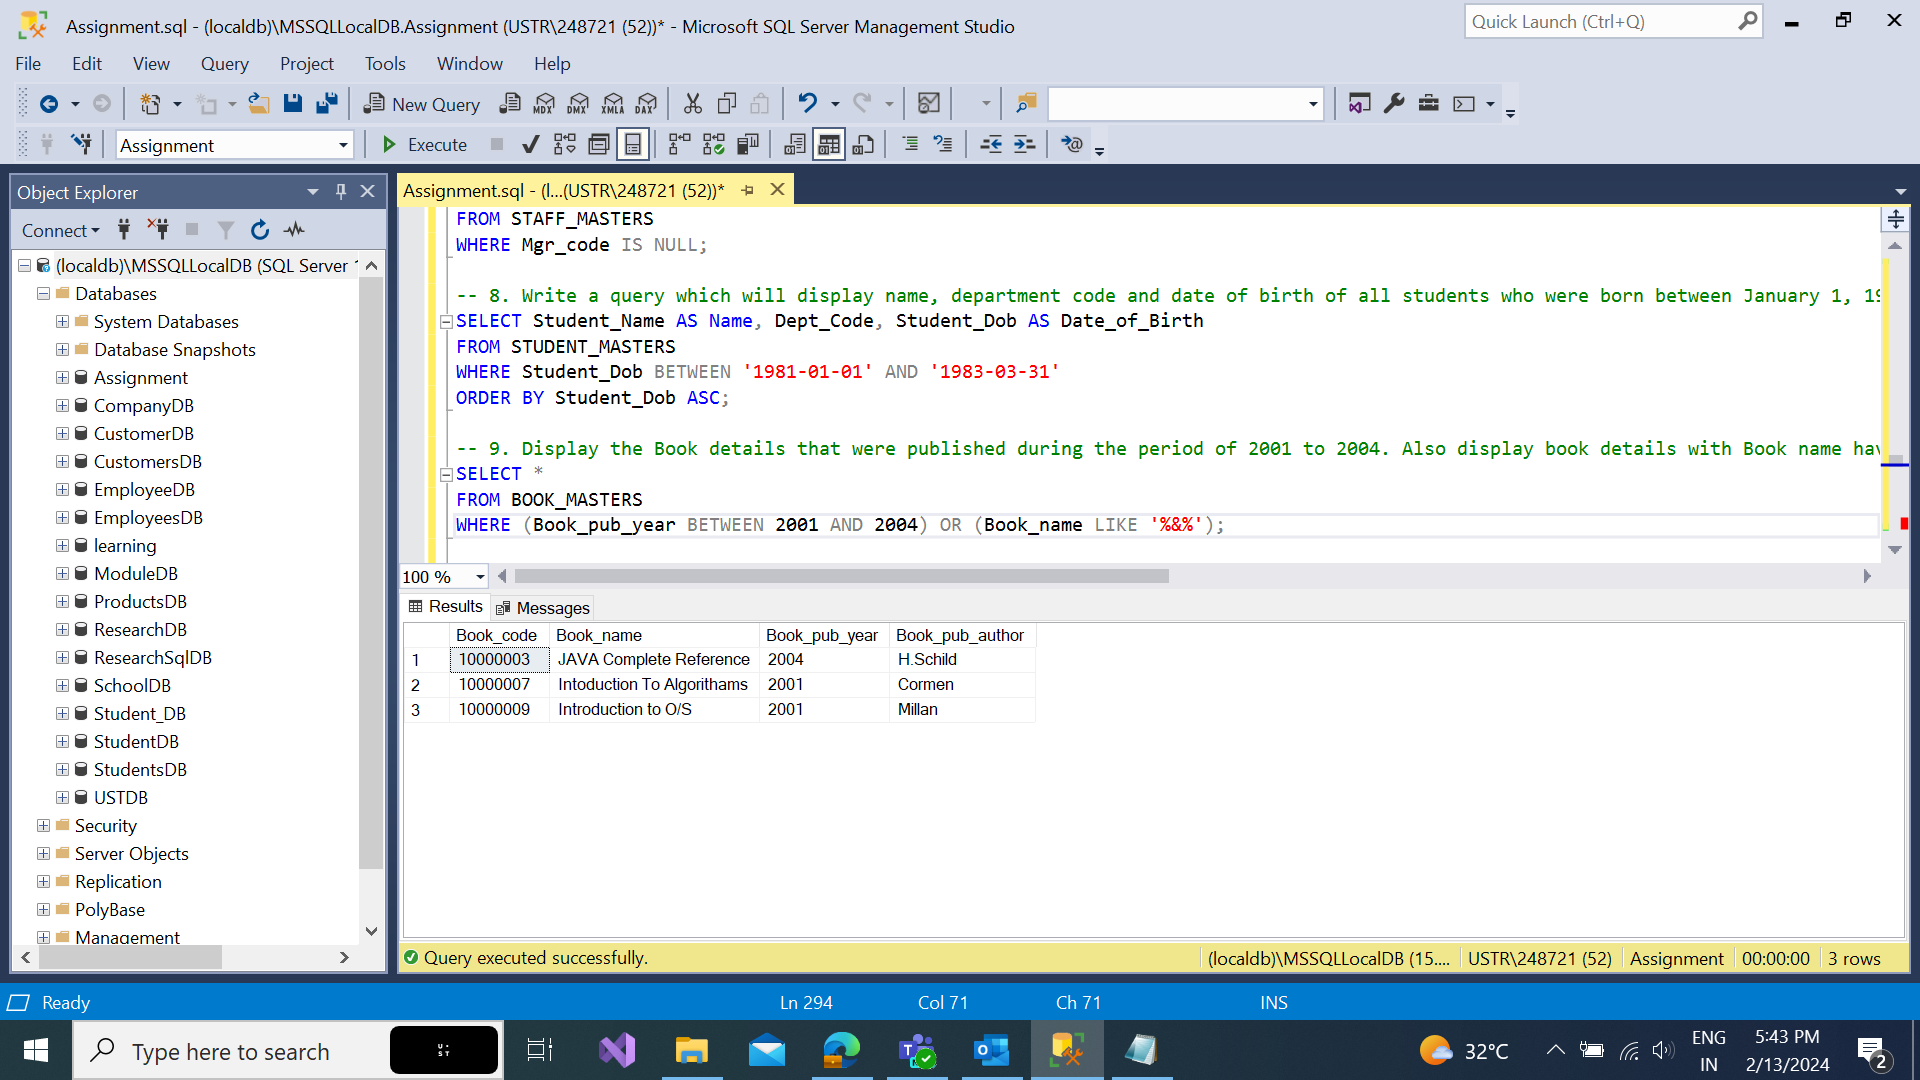 Assignment.sql - (localdb)\MSSQLLocalDB.Assignment (USTR\248721 (52))* - Microsoft SQL Server Management Studio
Quick Launch (Ctrl+Q)
File Edit View Query Project Tools Window Help
New Query MDX DMX XMLA DAX
Assignment Execute
Object Explorer
Assignment.sql - (l...(USTR\248721 (52))*
Connect
(localdb)\MSSQLLocalDB (SQL Server
Databases
System Databases
Database Snapshots
Assignment
CompanyDB
CustomerDB
CustomersDB
EmployeeDB
EmployeesDB
learning
ModuleDB
ProductsDB
ResearchDB
ResearchSqlDB
SchoolDB
Student_DB
StudentDB
StudentsDB
USTDB
Security
Server Objects
Replication
PolyBase
Management
FROM STAFF_MASTERS
WHERE Mgr_code IS NULL;
-- 8. Write a query which will display name, department code and date of birth of all students who were born between January 1, 19
SELECT Student_Name AS Name, Dept_Code, Student_Dob AS Date_of_Birth
FROM STUDENT_MASTERS
WHERE Student_Dob BETWEEN '1981-01-01' AND '1983-03-31'
ORDER BY Student_Dob ASC;
-- 9. Display the Book details that were published during the period of 2001 to 2004. Also display book details with Book name hav
SELECT *
FROM BOOK_MASTERS
WHERE (Book_pub_year BETWEEN 2001 AND 2004) OR (Book_name LIKE '%&%');
100 %
Results Messages
Book_code Book_name Book_pub_year Book_pub_author
1 10000003 JAVA Complete Reference 2004 H.Schild
2 10000007 Intoduction To Algorithams 2001 Cormen
3 10000009 Introduction to O/S 2001 Millan
Query executed successfully. (localdb)\MSSQLLocalDB (15.... USTR\248721 (52) Assignment 00:00:00 3 rows
Ready Ln 294 Col 71 Ch 71 INS
Type here to search
32°C
ENG
IN
5:43 PM
2/13/2024
2